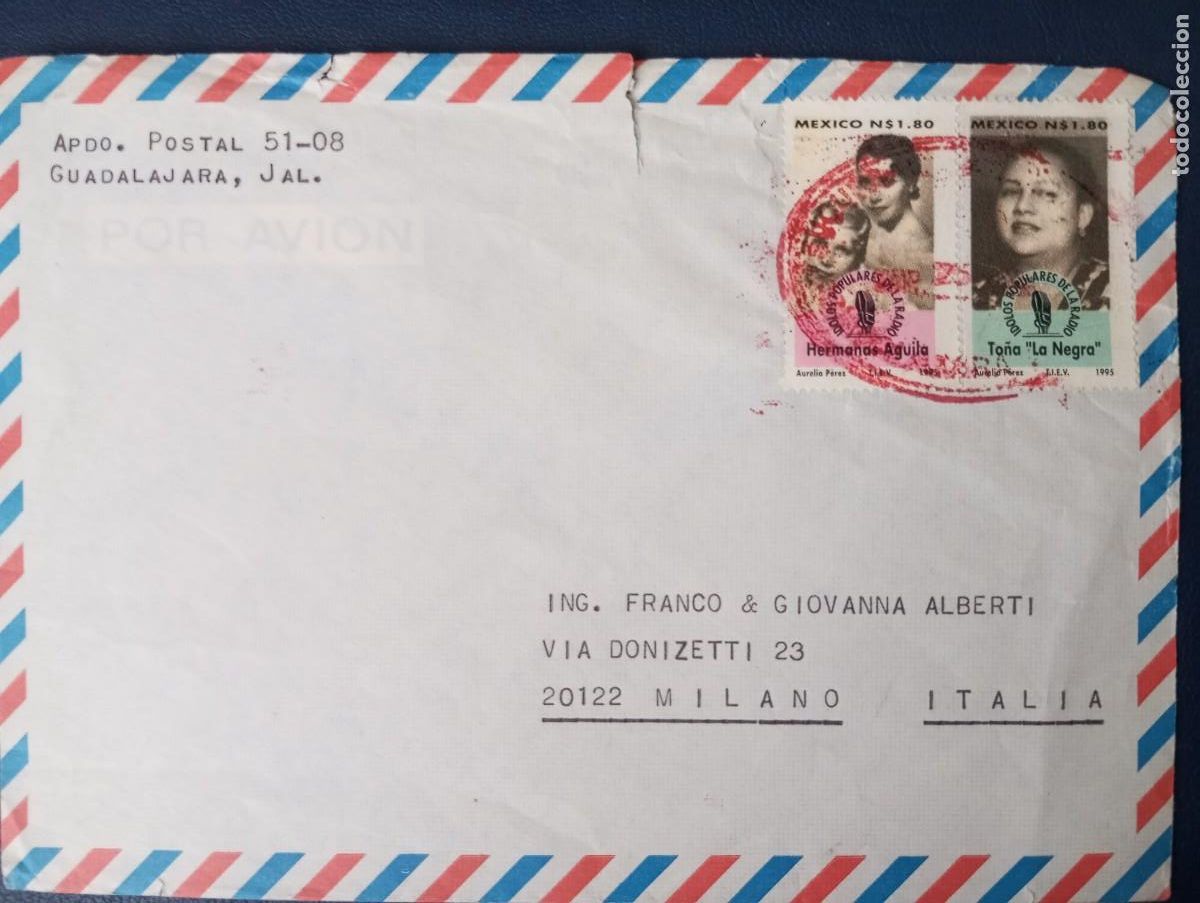 APDO. POSTAL 51-08
GUADALAJARA, JAL.
POR AVION
MEXICO N$1.80
IDOLOS POPULARES DE LA RADIO
Hermanas Aguila
Aurelio Pérez T.I.E.V. 1995
MEXICO N$1.80
IDOLOS POPULARES DE LA RADIO
Toña "La Negra"
Aurelio Pérez T.I.E.V. 1995
ING. FRANCO & GIOVANNA ALBERTI
VIA DONIZETTI 23
20122 MILANO ITALIA
todocoleccion